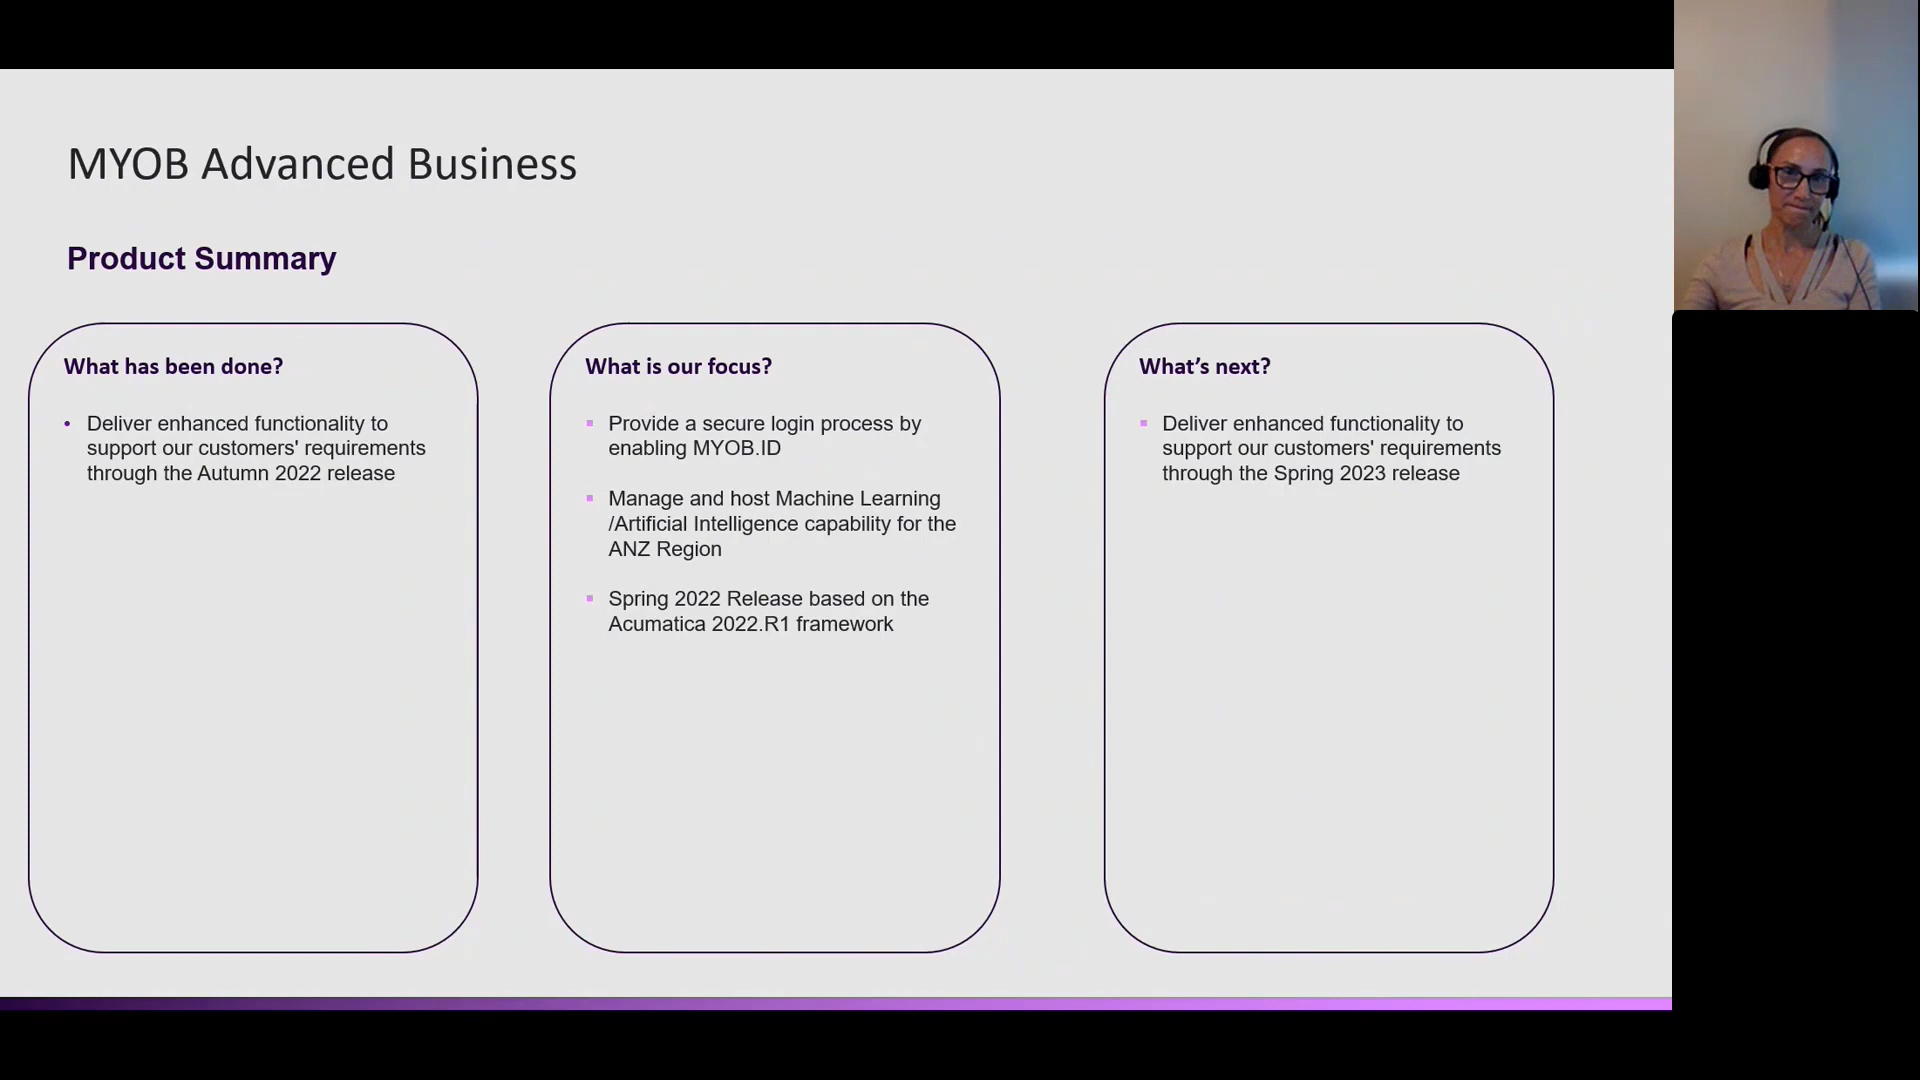 MYOB Advanced Business
Product Summary
What has been done?
• Deliver enhanced functionality to
support our customers' requirements
through the Autumn 2022 release
What is our focus?
▪ Provide a secure login process by
enabling MYOB.ID
▪ Manage and host Machine Learning
/Artificial Intelligence capability for the
ANZ Region
▪ Spring 2022 Release based on the
Acumatica 2022.R1 framework
What’s next?
▪ Deliver enhanced functionality to
support our customers' requirements
through the Spring 2023 release